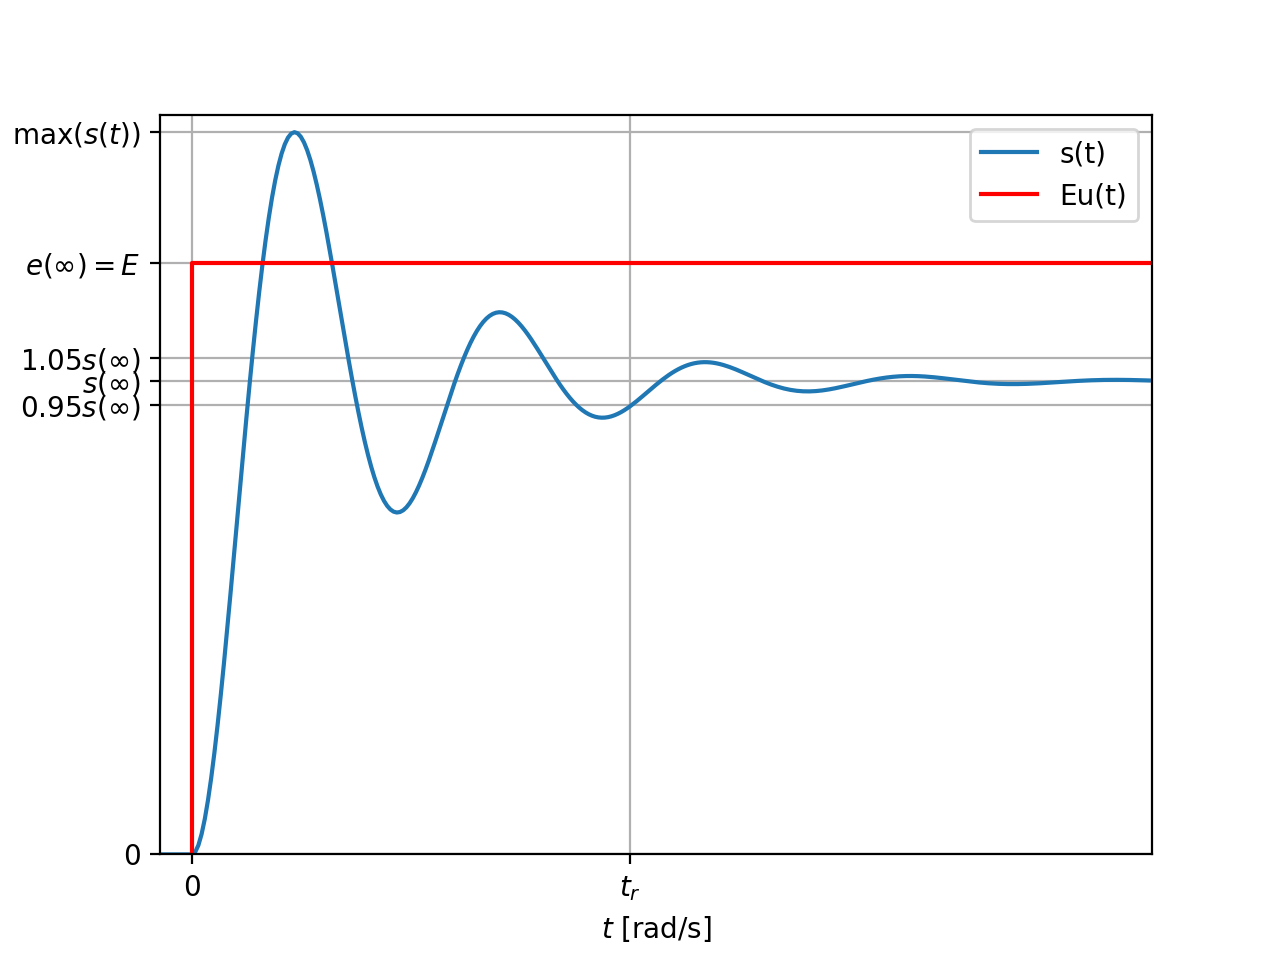 max(s(t))
e(∞) = E
1.05s(∞)
s(∞)
0.95s(∞)
0
s(t)
Eu(t)
0
t_r
t [rad/s]